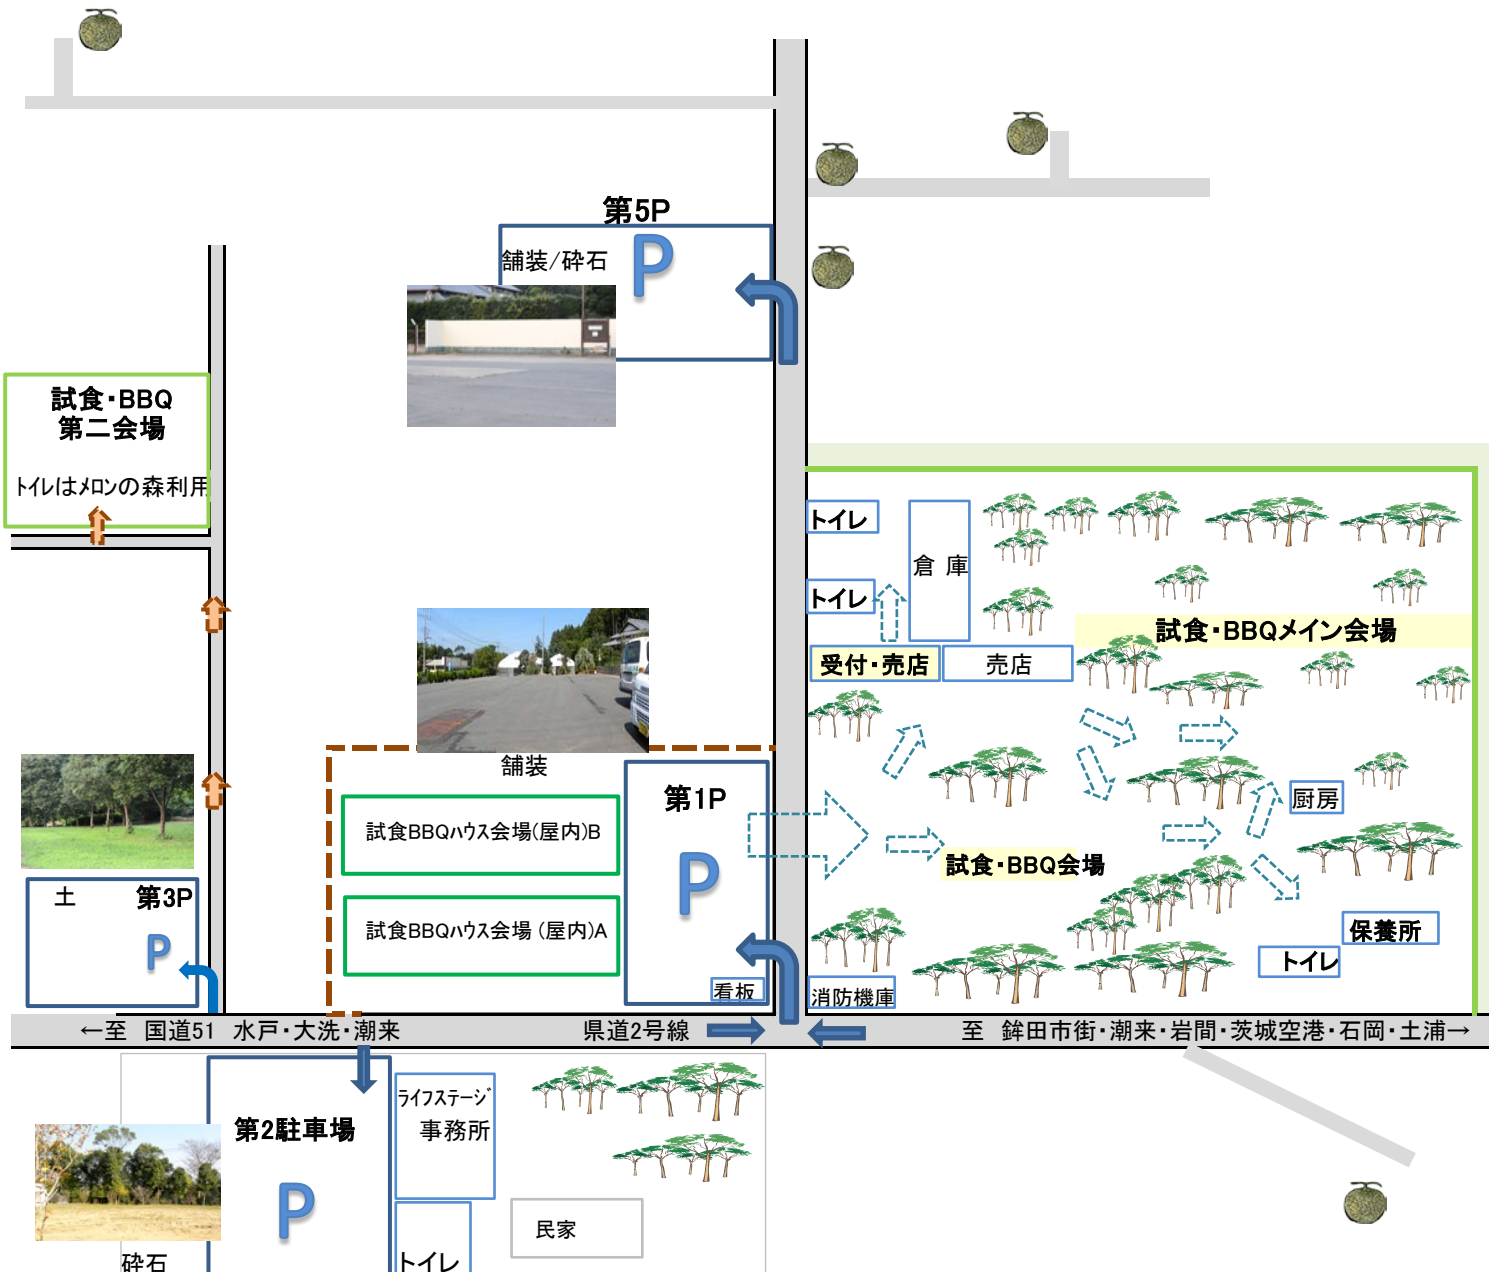 第5P
舗装/砕石
P
試食・BBQ
第二会場
トイレはメロンの森利用
トイレ
倉 庫
トイレ
試食・BBQメイン会場
受付・売店
売店
舗装
第1P
P
試食BBQハウス会場(屋内)B
試食BBQハウス会場(屋内)A
看板
厨房
試食・BBQ会場
土
第3P
P
保養所
トイレ
消防機庫
←至 国道51 水戸・大洗・潮来
県道2号線
至 鉾田市街・潮来・岩間・茨城空港・石岡・土浦→
第2駐車場
P
ライフステージ
事務所
民家
砕石
トイレ